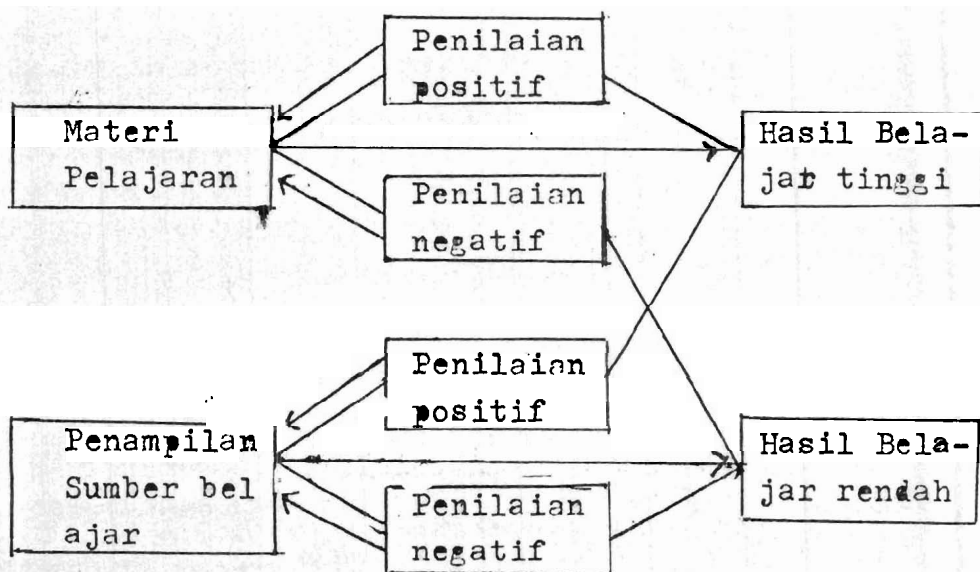 Penilaian
positif
Materi
Pelajaran
Hasil Bela-
jar tinggi
Penilaian
negatif
Penilaian
positif
Penampilan
Sumber bel
ajar
Hasil Bela-
jar rendah
Penilaian
negatif